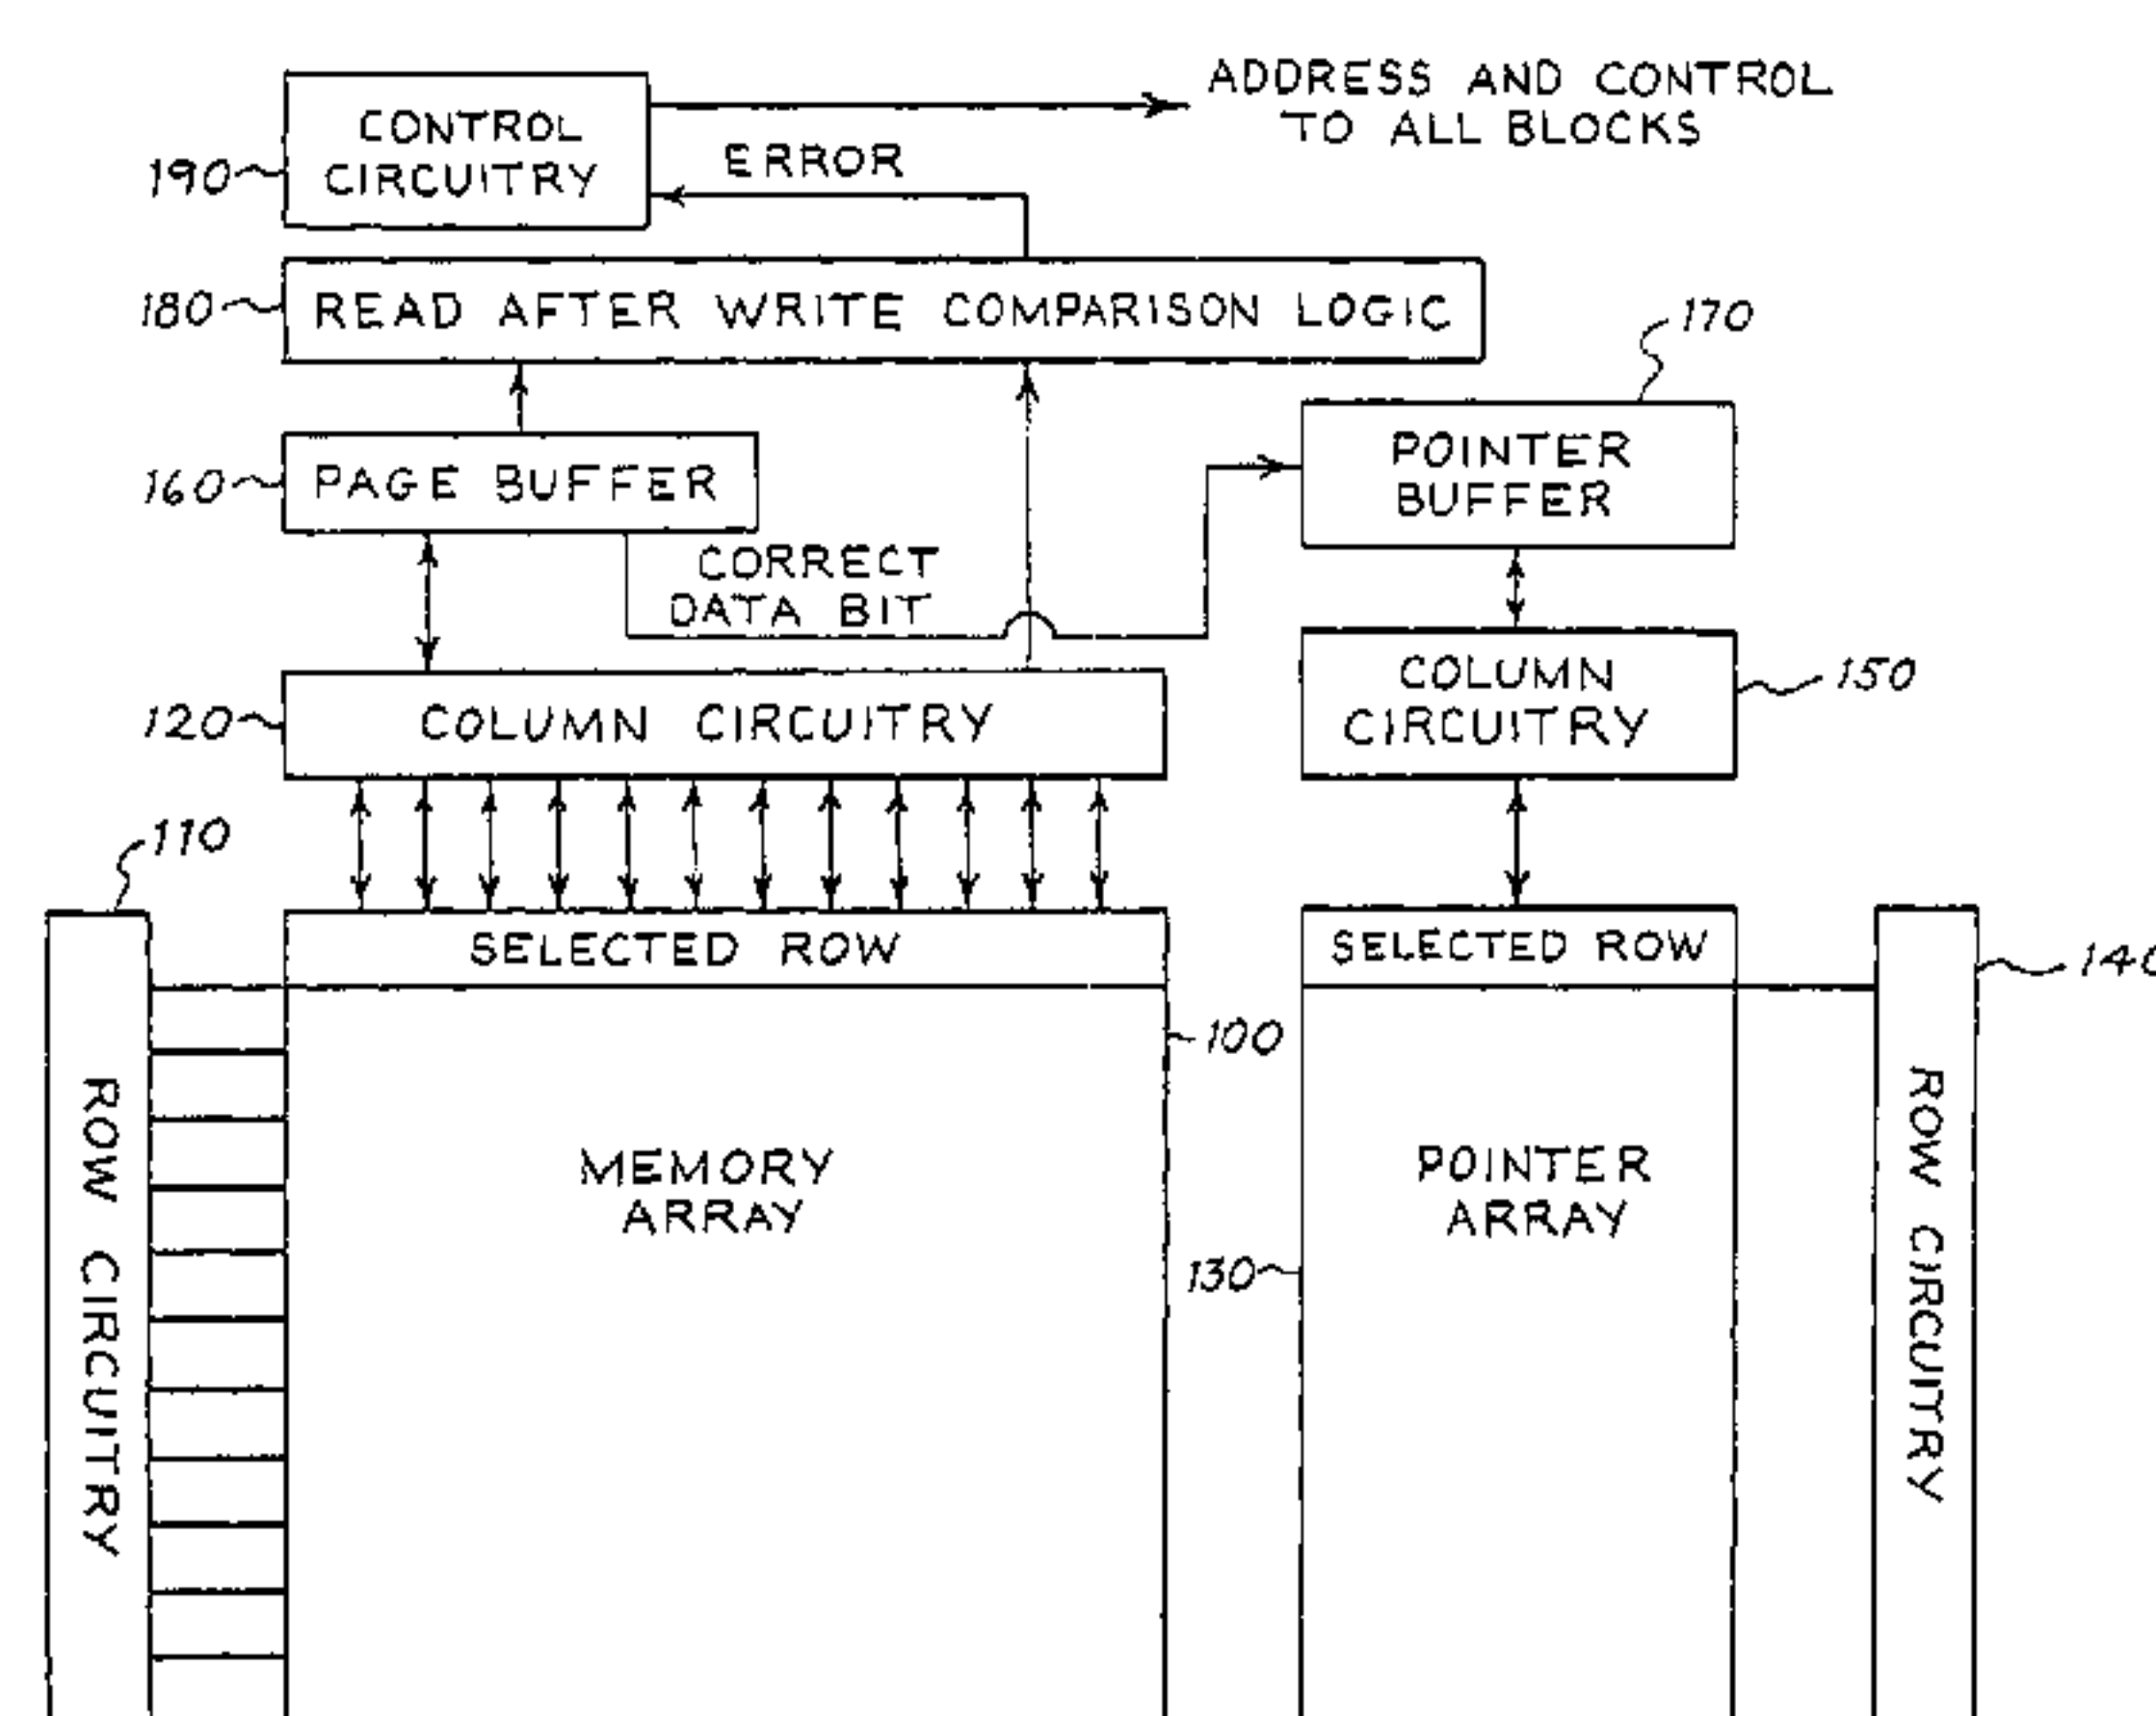 ADDRESS AND CONTROL
TO ALL BLOCKS
CONTROL
CIRCUITRY
190
ERROR
180
READ AFTER WRITE COMPARISON LOGIC
170
160
PAGE BUFFER
POINTER
BUFFER
CORRECT
DATA BIT
120
COLUMN CIRCUITRY
COLUMN
CIRCUITRY
150
110
SELECTED ROW
SELECTED ROW
140
100
ROW CIRCUITRY
MEMORY
ARRAY
POINTER
ARRAY
130
ROW CIRCUITRY